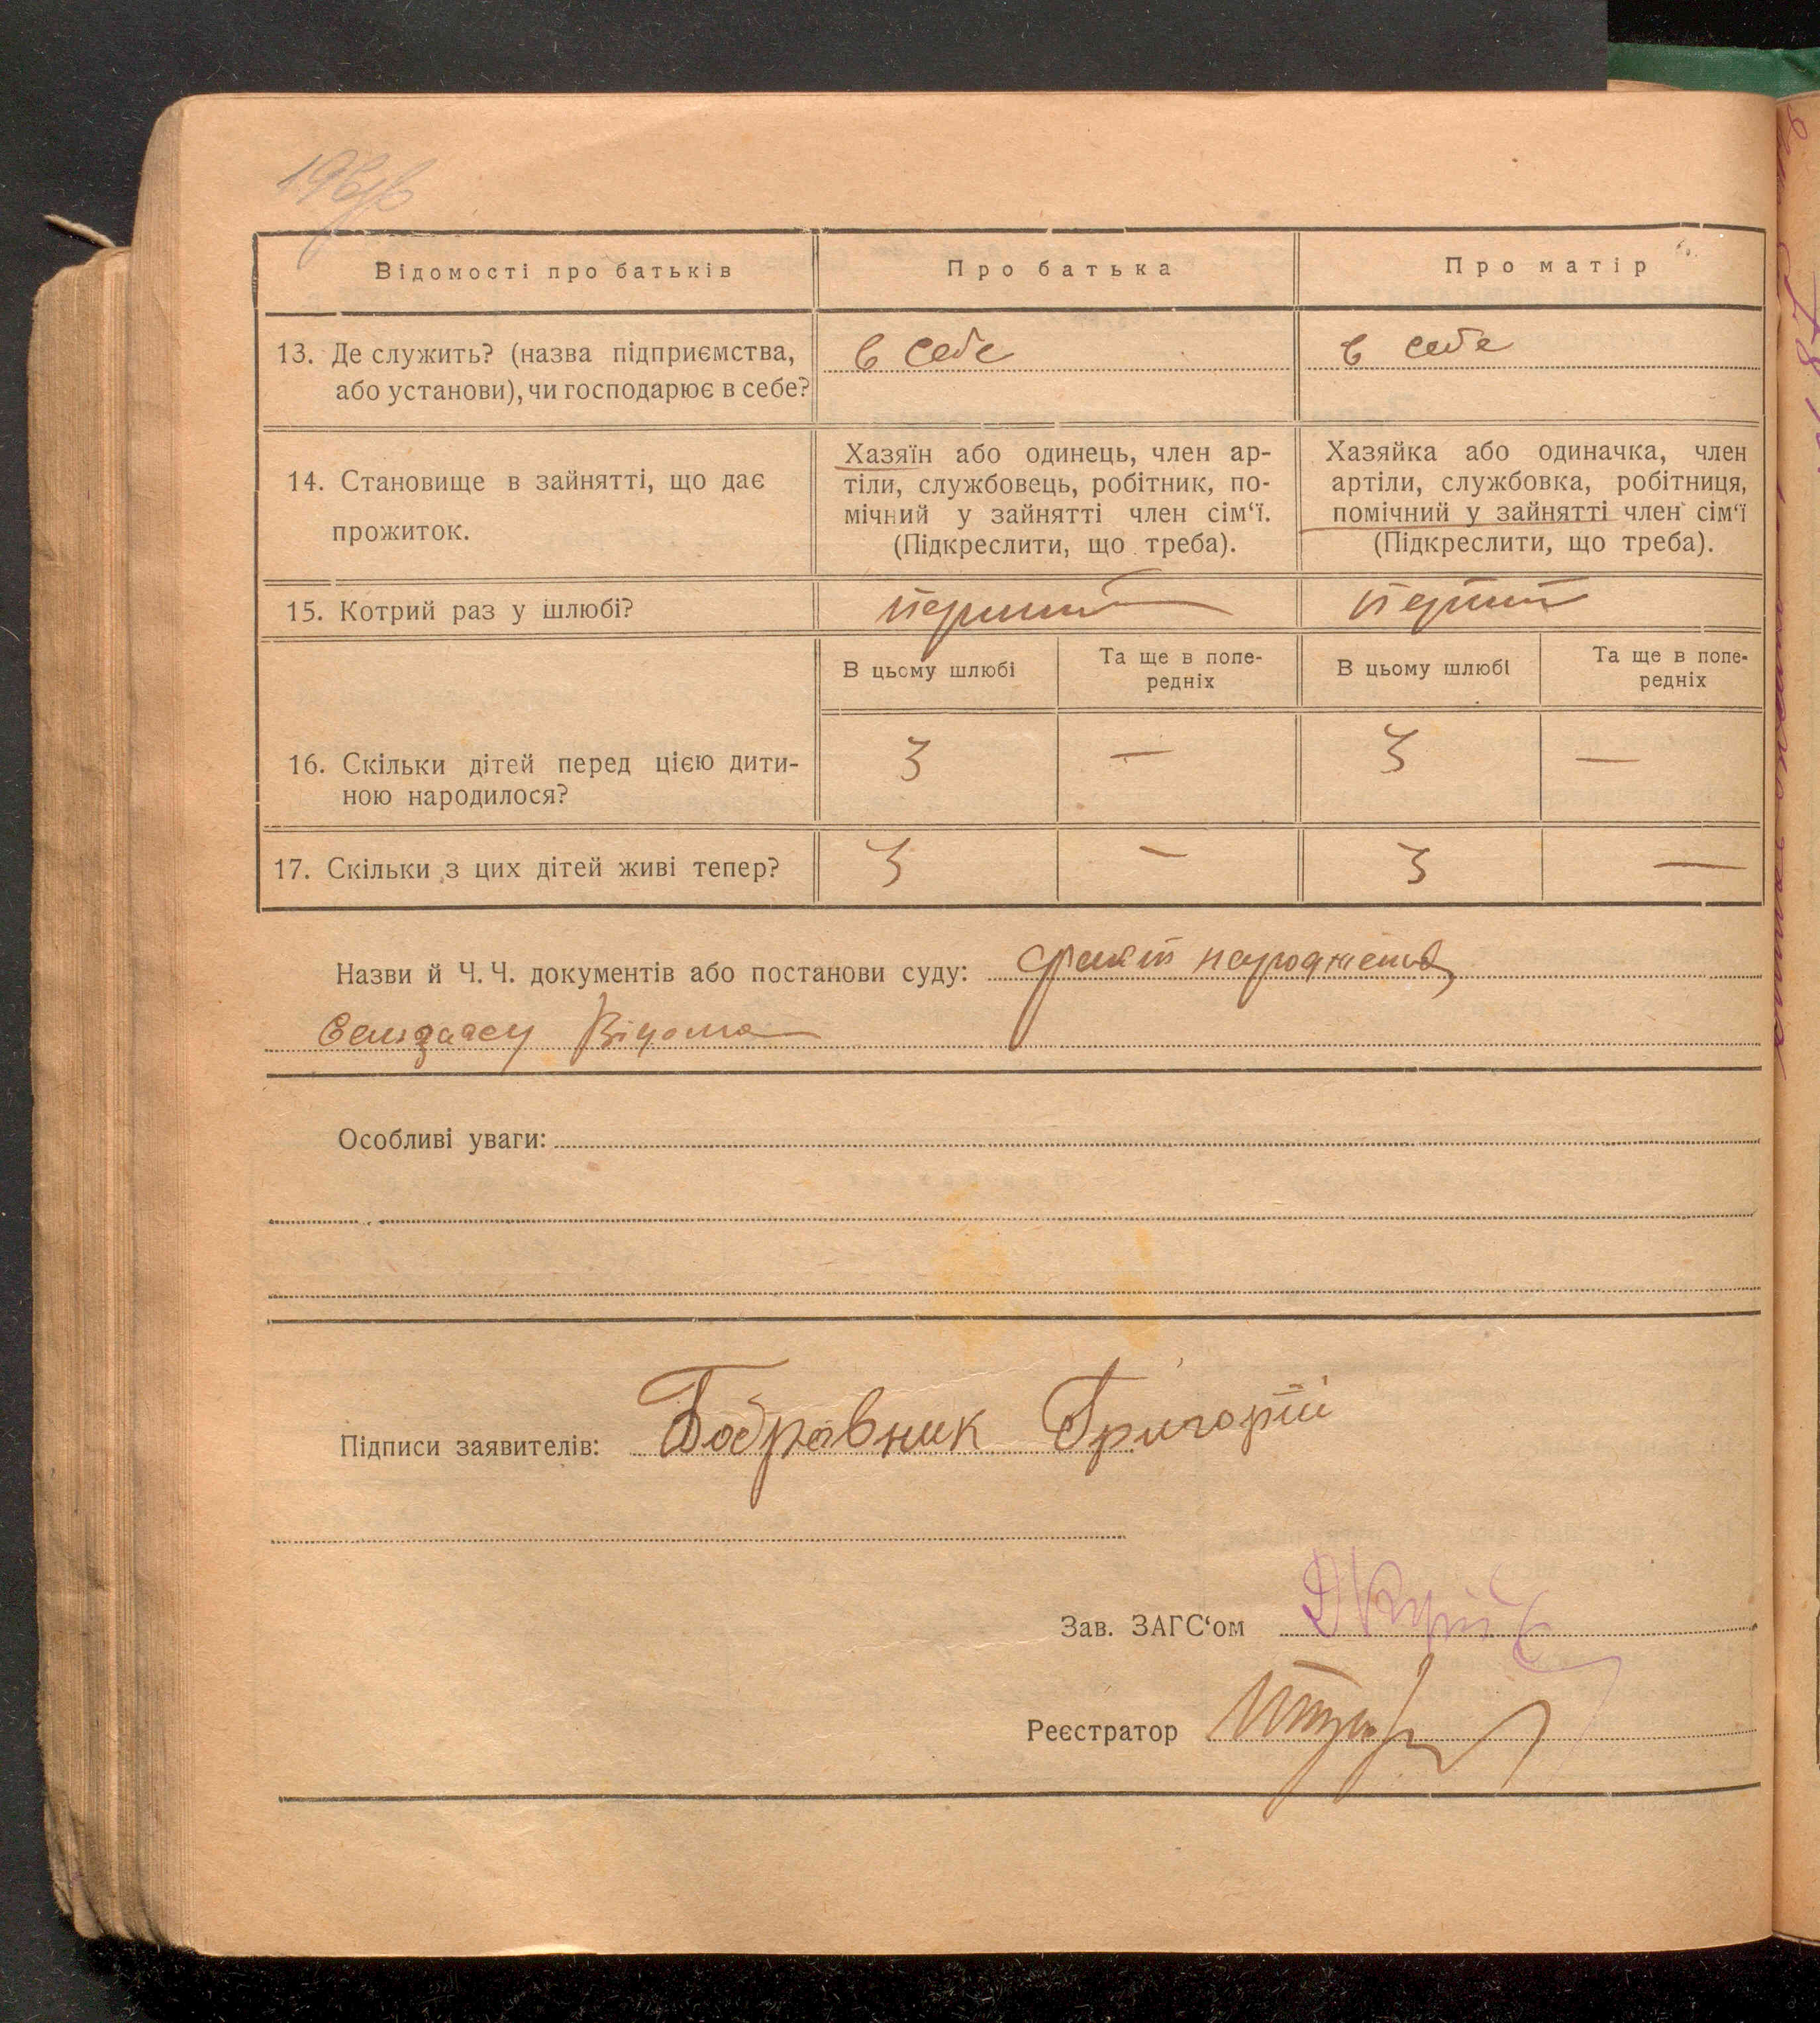 Відомості про батьків
Про батька
Про матір
13. Де служить? (назва підприємства,
або установи), чи господарює в себе?
в себе
в себе
14. Становище в зайнятті, що дає
прожиток.
Хазяїн або одинець, член ар-
тіли, службовець, робітник, по-
мічний у зайнятті член сім‘ї.
(Підкреслити, що треба).
Хазяйка або одиначка, член
артіли, службовка, робітниця,
помічний у зайнятті член сім‘ї
(Підкреслити, що треба).
15. Котрий раз у шлюбі?
перший
перший
В цьому шлюбі
Та ще в попе-
редніх
В цьому шлюбі
Та ще в попе-
редніх
16. Скільки дітей перед цією дити-
ною народилося?
3 — 3 —
17. Скільки з цих дітей живі тепер?
3 — 3 —
Назви й Ч. Ч. документів або постанови суду: факт народження
відомо
Особливі уваги:
Підписи заявителів: Бобравник Григорій
Зав. ЗАГС‘ом
Реєстратор